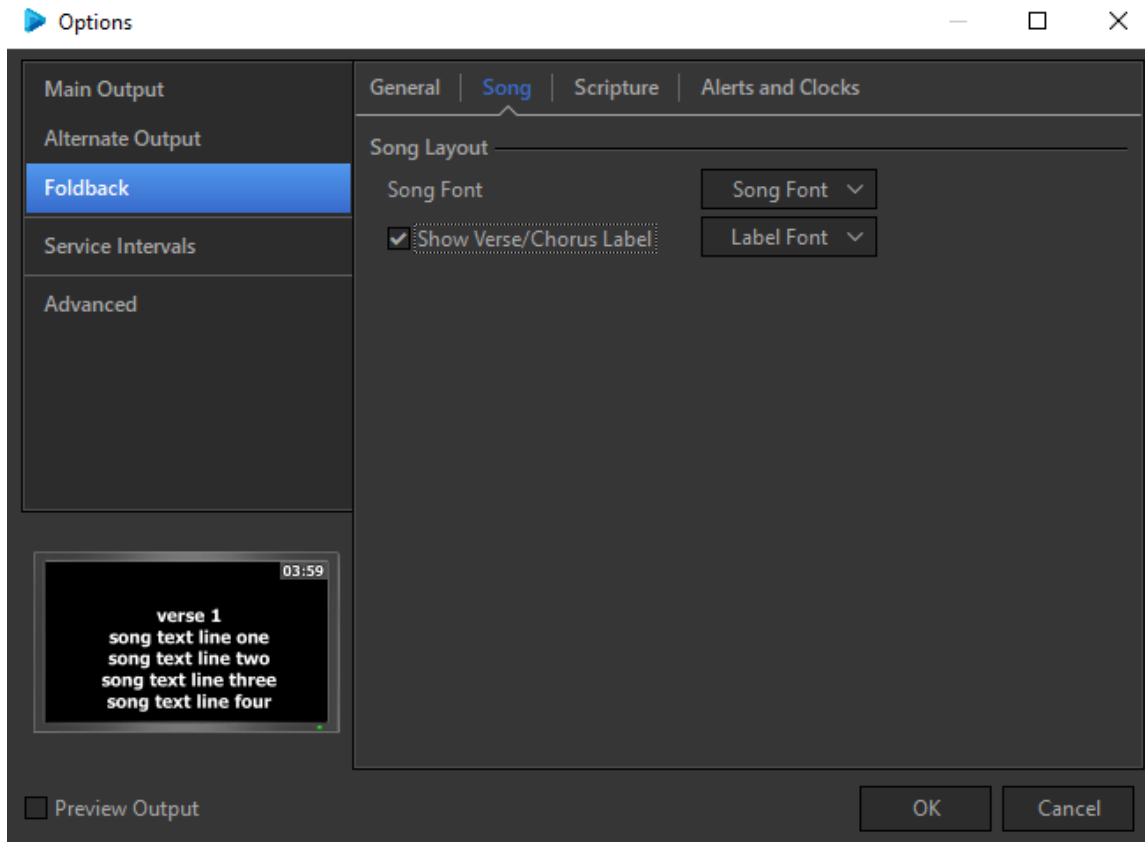 Options
Main Output
Alternate Output
Foldback
Service Intervals
Advanced
General Song Scripture Alerts and Clocks
Song Layout
Song Font Song Font
Show Verse/Chorus Label Label Font
03:59
verse 1
song text line one
song text line two
song text line three
song text line four
Preview Output
OK Cancel